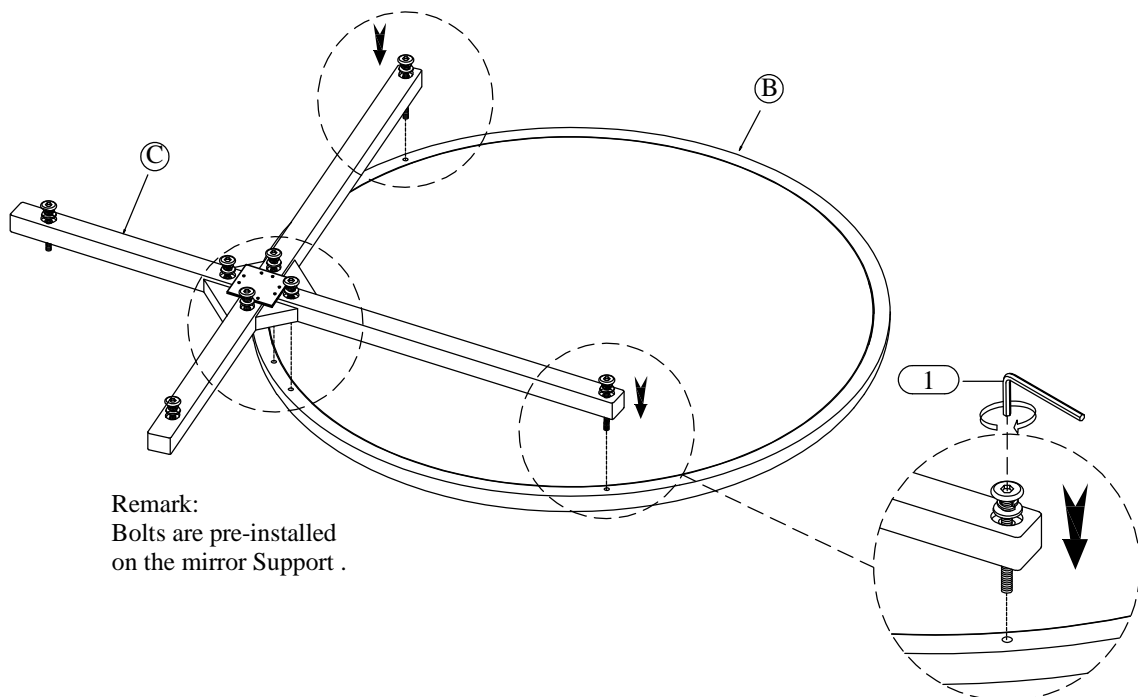 B
C
1
Remark:
Bolts are pre-installed
on the mirror Support .